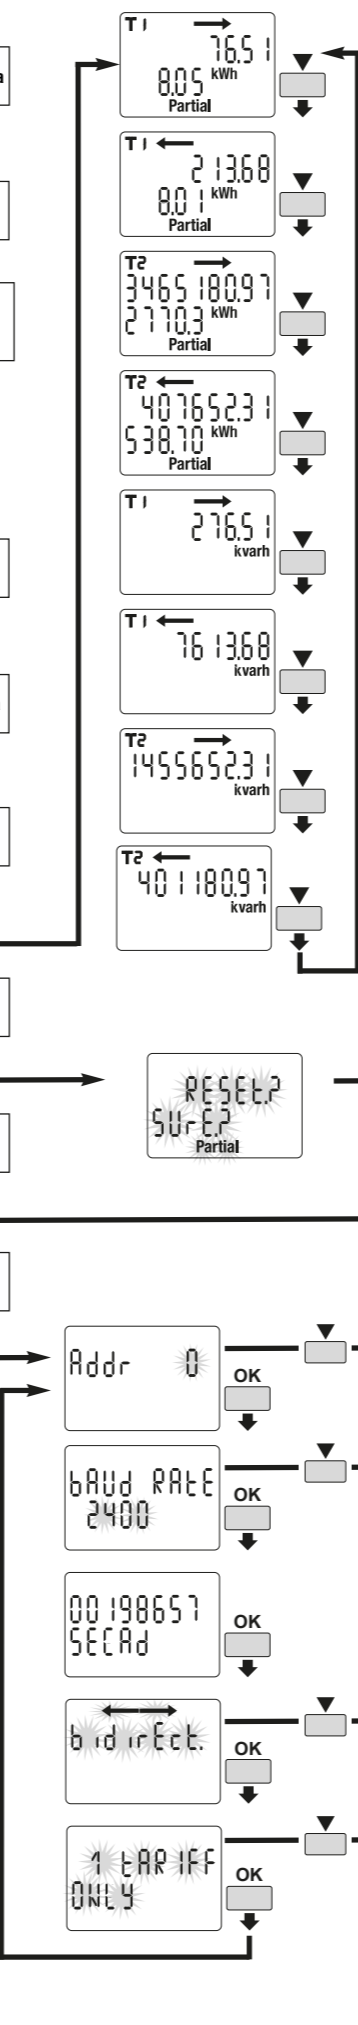 a
T1
76.51
8.05 kWh
Partial
T1
213.68
8.01 kWh
Partial
T2
3465180.97
2770.3 kWh
Partial
T2
407652.31
538.70 kWh
Partial
T1
276.51
kvarh
T1
7613.68
kvarh
T2
1455652.31
kvarh
T2
401180.97
kvarh
RESEt?
SUrE?
Partial
Addr 0
OK
bAUd RAtE
2400
OK
00198657
SECAd
OK
bidirEct.
OK
1 tARIFF
ONLY
OK